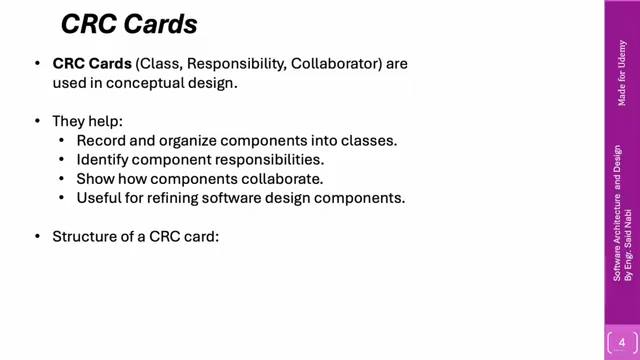 CRC Cards
• CRC Cards (Class, Responsibility, Collaborator) are
used in conceptual design.
• They help:
• Record and organize components into classes.
• Identify component responsibilities.
• Show how components collaborate.
• Useful for refining software design components.
• Structure of a CRC card:
Made for Udemy
Software Architecture and Design
By Engr. Said Nabi
4